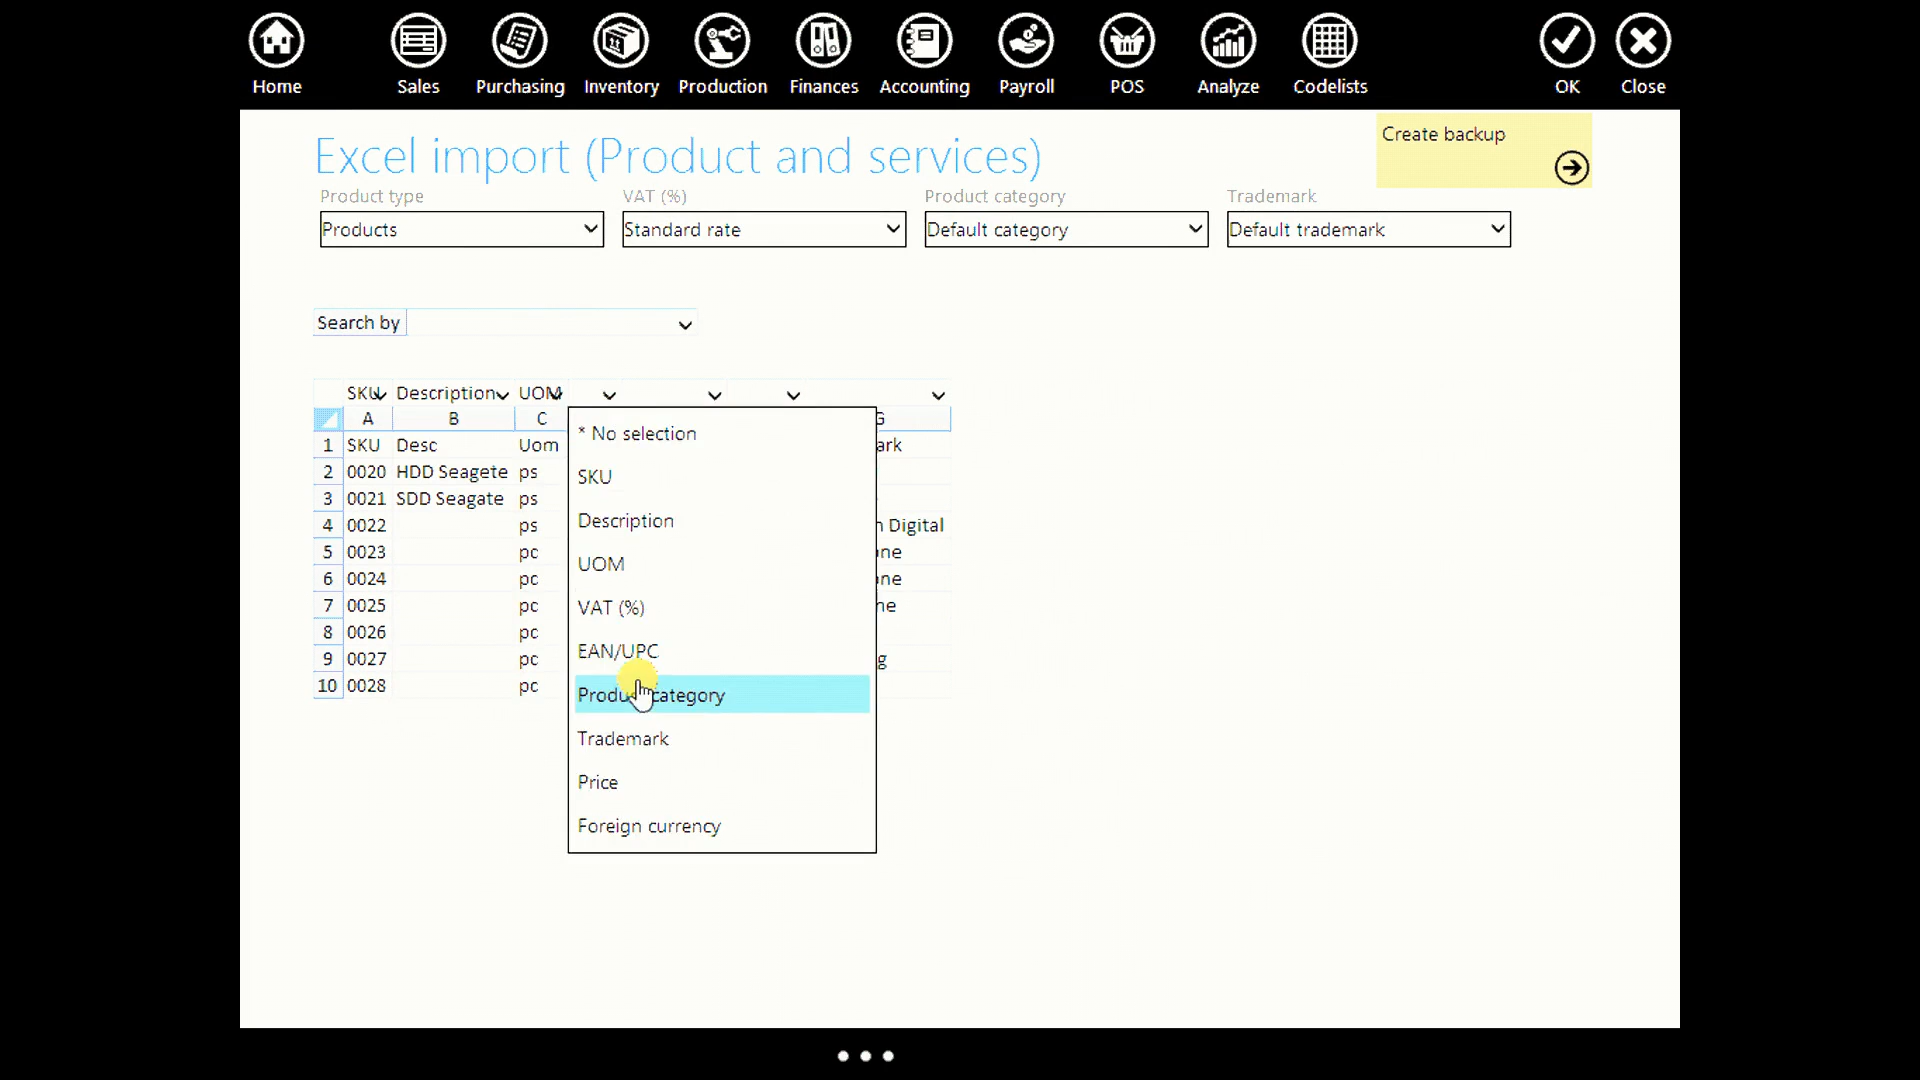 Home Sales Purchasing Inventory Production Finances Accounting Payroll POS Analyze Codelists OK Close
Excel import (Product and services)
Create backup
Product type VAT (%) Product category Trademark
Products Standard rate Default category Default trademark
Search by
SKU Description UOM
A B C
1 SKU Desc Uom
2 0020 HDD Seagete ps
3 0021 SDD Seagate ps
4 0022 ps Digital
5 0023 pc
6 0024 pc
7 0025 pc
8 0026 pc
9 0027 pc
10 0028 pc
* No selection
SKU
Description
UOM
VAT (%)
EAN/UPC
Product category
Trademark
Price
Foreign currency